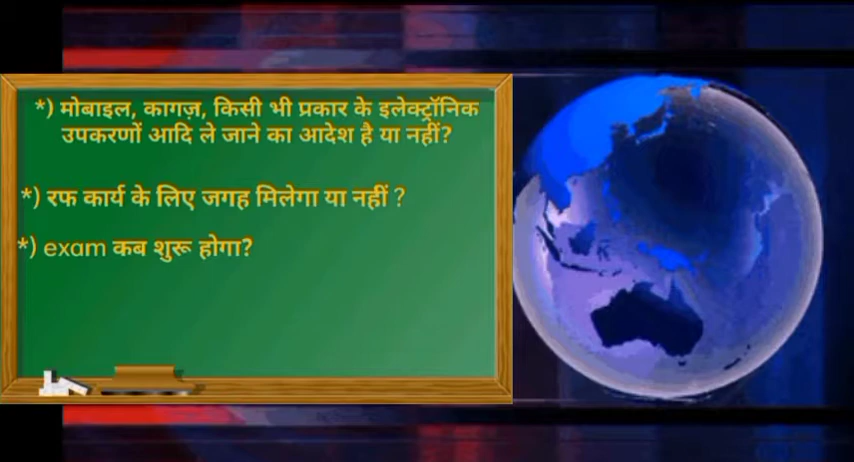 *) मोबाइल, कागज़, किसी भी प्रकार के इलेक्ट्रॉनिक
उपकरणों आदि ले जाने का आदेश है या नहीं?
*) रफ कार्य के लिए जगह मिलेगा या नहीं ?
*) exam कब शुरू होगा?